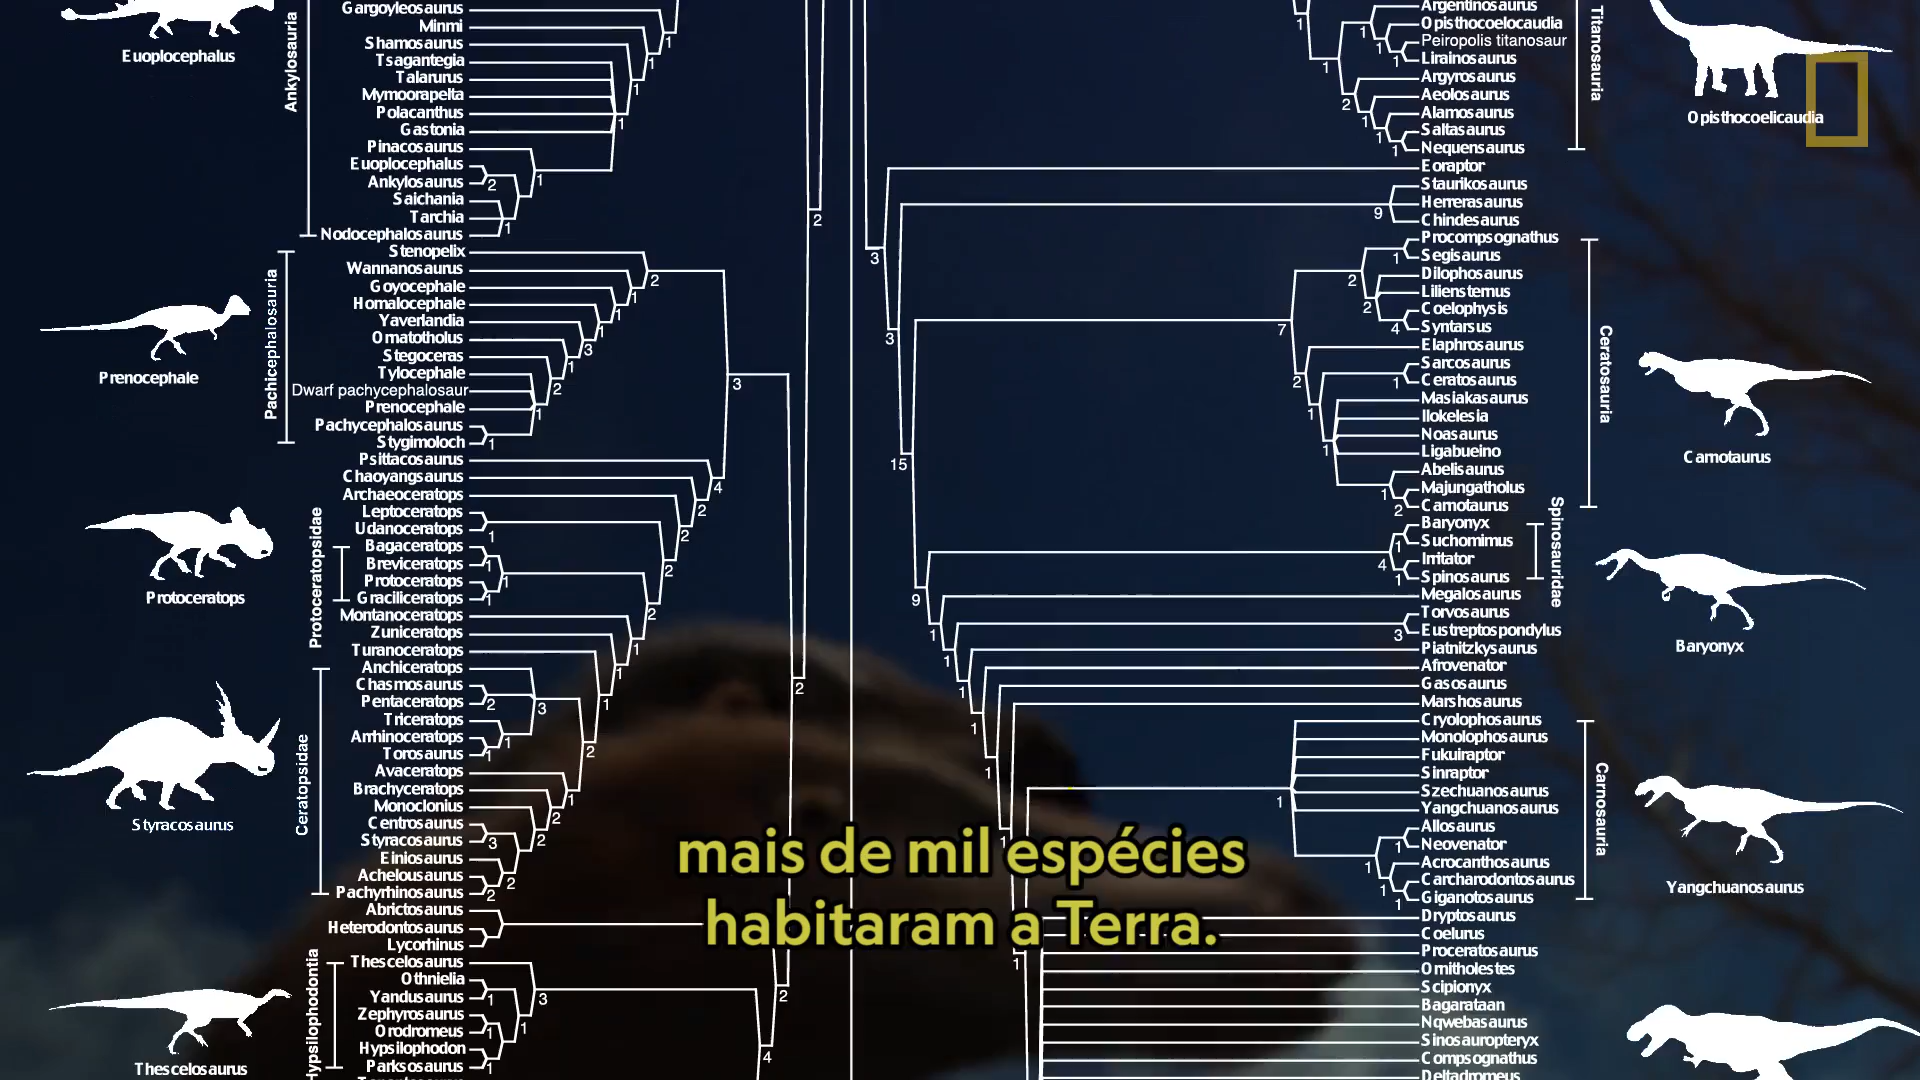 Gargoyleosaurus
Minmi
Shamosaurus
Tsagantegia
Talarurus
Mymoorapelta
Polacanthus
Gastonia
Pinacosaurus
Euoplocephalus
Ankylosaurus
Saichania
Tarchia
Nodocephalosaurus
Ankylosauria
Euoplocephalus
Stenopelix
Wannanosaurus
Goyocephale
Homalocephale
Yaverlandia
Ornatotholus
Stegoceras
Tylocephale
Dwarf pachycephalosaur
Prenocephale
Pachycephalosaurus
Stygimoloch
Pachicephalosauria
Prenocephale
Psittacosaurus
Chaoyangsaurus
Archaeoceratops
Leptoceratops
Udanoceratops
Bagaceratops
Breviceratops
Protoceratops
Graciliceratops
Protoceratopsidae
Protoceratops
Montanoceratops
Zuniceratops
Turanoceratops
Anchiceratops
Chasmosaurus
Pentaceratops
Triceratops
Arrhinoceratops
Torosaurus
Avaceratops
Brachyceratops
Monoclonius
Centrosaurus
Styracosaurus
Einiosaurus
Achelousaurus
Pachyrhinosaurus
Ceratopsidae
Styracosaurus
Abrictosaurus
Heterodontosaurus
Lycorhinus
Thescelosaurus
Othnielia
Yandusaurus
Zephyrosaurus
Orodromeus
Hypsilophodon
Parksosaurus
Hypsilophodontia
Thescelosaurus
Argentinosaurus
Opisthocoelocaudia
Peiropolis titanosaur
Lirainosaurus
Argyrosaurus
Aeolosaurus
Alamosaurus
Saltasaurus
Nequensaurus
Titanosauria
Opisthocoelicaudia
Eoraptor
Staurikosaurus
Herrerasaurus
Chindesaurus
Procompsognathus
Segisaurus
Dilophosaurus
Liliensternus
Coelophysis
Syntarsus
Elaphrosaurus
Sarcosaurus
Ceratosaurus
Masiakasaurus
Ilokelesia
Noasaurus
Ligabueino
Abelisaurus
Majungatholus
Carnotaurus
Ceratosauria
Carnotaurus
Baryonyx
Suchomimus
Irritator
Spinosaurus
Spinosauridae
Baryonyx
Megalosaurus
Torvosaurus
Eustreptospondylus
Piatnitzkysaurus
Afrovenator
Gasosaurus
Marshosaurus
Cryolophosaurus
Monolophosaurus
Fukuiraptor
Sinraptor
Szechuanosaurus
Yangchuanosaurus
Allosaurus
Neovenator
Acrocanthosaurus
Carcharodontosaurus
Giganotosaurus
Carnosauria
Yangchuanosaurus
Dryptosaurus
Coelurus
Proceratosaurus
Ornitholestes
Scipionyx
Bagarataan
Nqwebasaurus
Sinosauropteryx
Compsognathus
Deltadromeus
mais de mil espécies
habitaram a Terra.